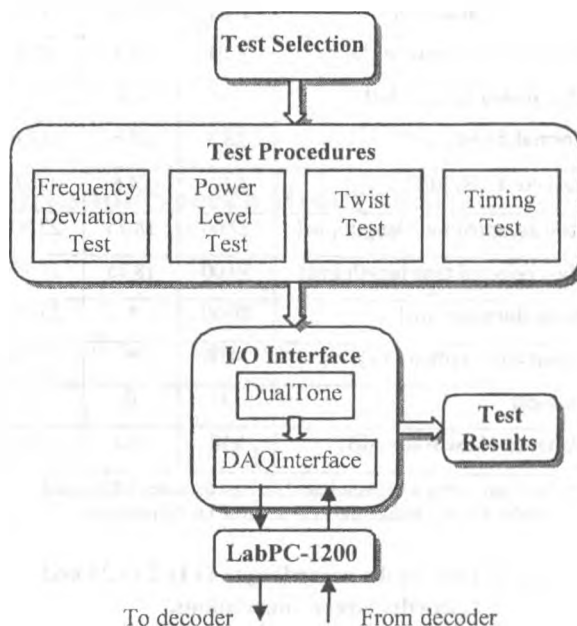 Test Selection
Test Procedures
Frequency
Deviation
Test
Power
Level
Test
Twist
Test
Timing
Test
I/O Interface
DualTone
DAQInterface
Test
Results
LabPC-1200
To decoder
From decoder